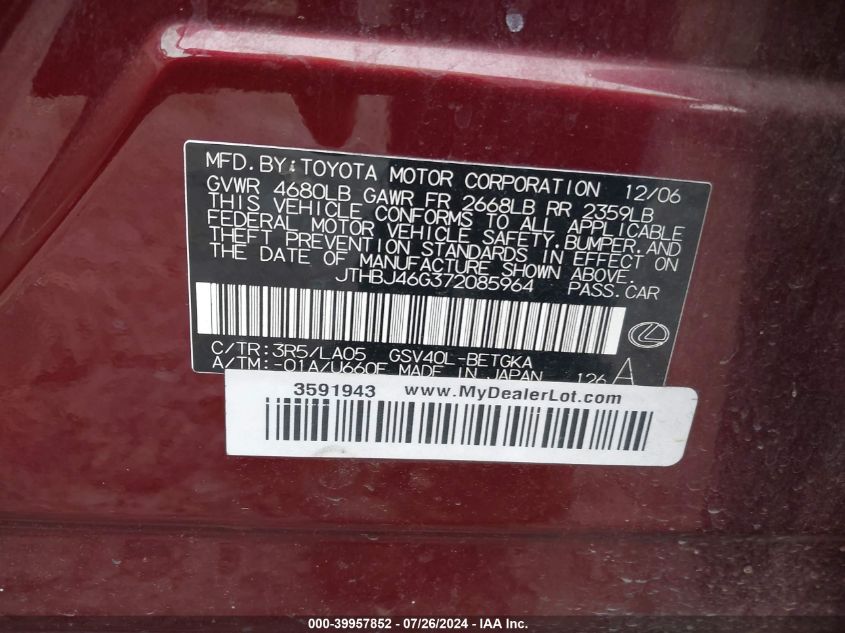 MFD. BY: TOYOTA MOTOR CORPORATION 12/06
GVWR 4680LB GAWR FR 2668LB RR 2359LB
THIS VEHICLE CONFORMS TO ALL APPLICABLE
FEDERAL MOTOR VEHICLE SAFETY, BUMPER, AND
THEFT PREVENTION STANDARDS IN EFFECT ON
THE DATE OF MANUFACTURE SHOWN ABOVE.
JTHBJ46G372085964 PASS. CAR
C/TR: 3R5/LA05 GSV40L-BETGKA
A/TM: -01A/U660E MADE IN JAPAN 126 A
3591943 www.MyDealerLot.com
000-39957852 / 07/26/2024 - IAA Inc.